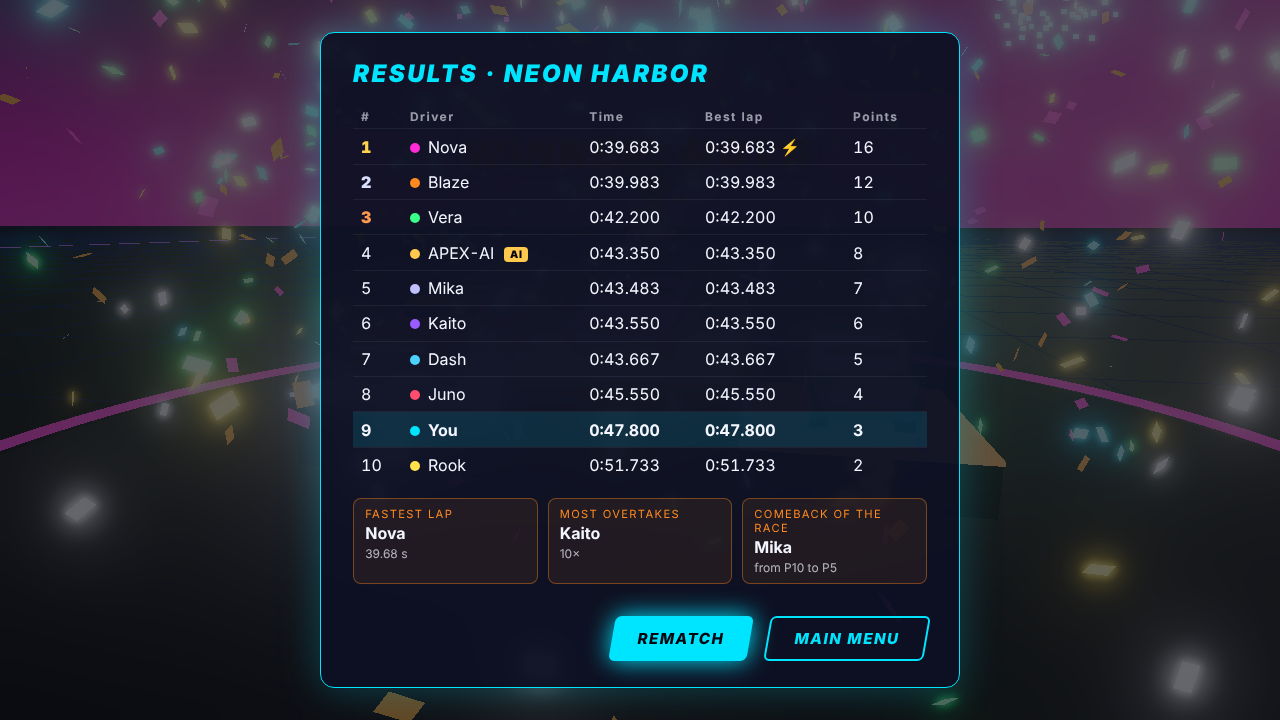 RESULTS · NEON HARBOR
# Driver Time Best lap Points
1 Nova 0:39.683 0:39.683 ⚡ 16
2 Blaze 0:39.983 0:39.983 12
3 Vera 0:42.200 0:42.200 10
4 APEX-AI AI 0:43.350 0:43.350 8
5 Mika 0:43.483 0:43.483 7
6 Kaito 0:43.550 0:43.550 6
7 Dash 0:43.667 0:43.667 5
8 Juno 0:45.550 0:45.550 4
9 You 0:47.800 0:47.800 3
10 Rook 0:51.733 0:51.733 2
FASTEST LAP
Nova
39.68 s
MOST OVERTAKES
Kaito
10×
COMEBACK OF THE
RACE
Mika
from P10 to P5
REMATCH
MAIN MENU